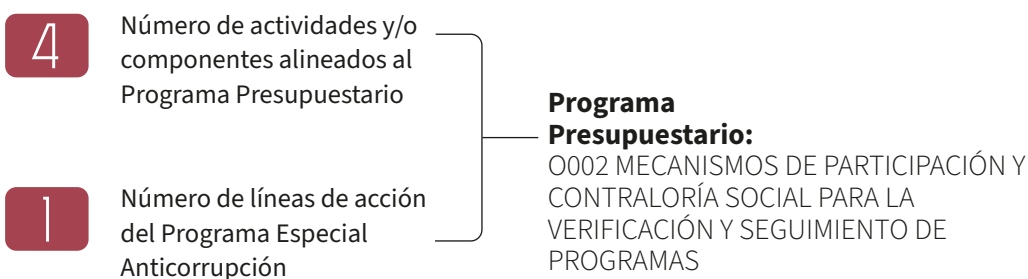 4
Número de actividades y/o
componentes alineados al
Programa Presupuestario
1
Número de líneas de acción
del Programa Especial
Anticorrupción
Programa
Presupuestario:
O002 MECANISMOS DE PARTICIPACIÓN Y
CONTRALORÍA SOCIAL PARA LA
VERIFICACIÓN Y SEGUIMIENTO DE
PROGRAMAS